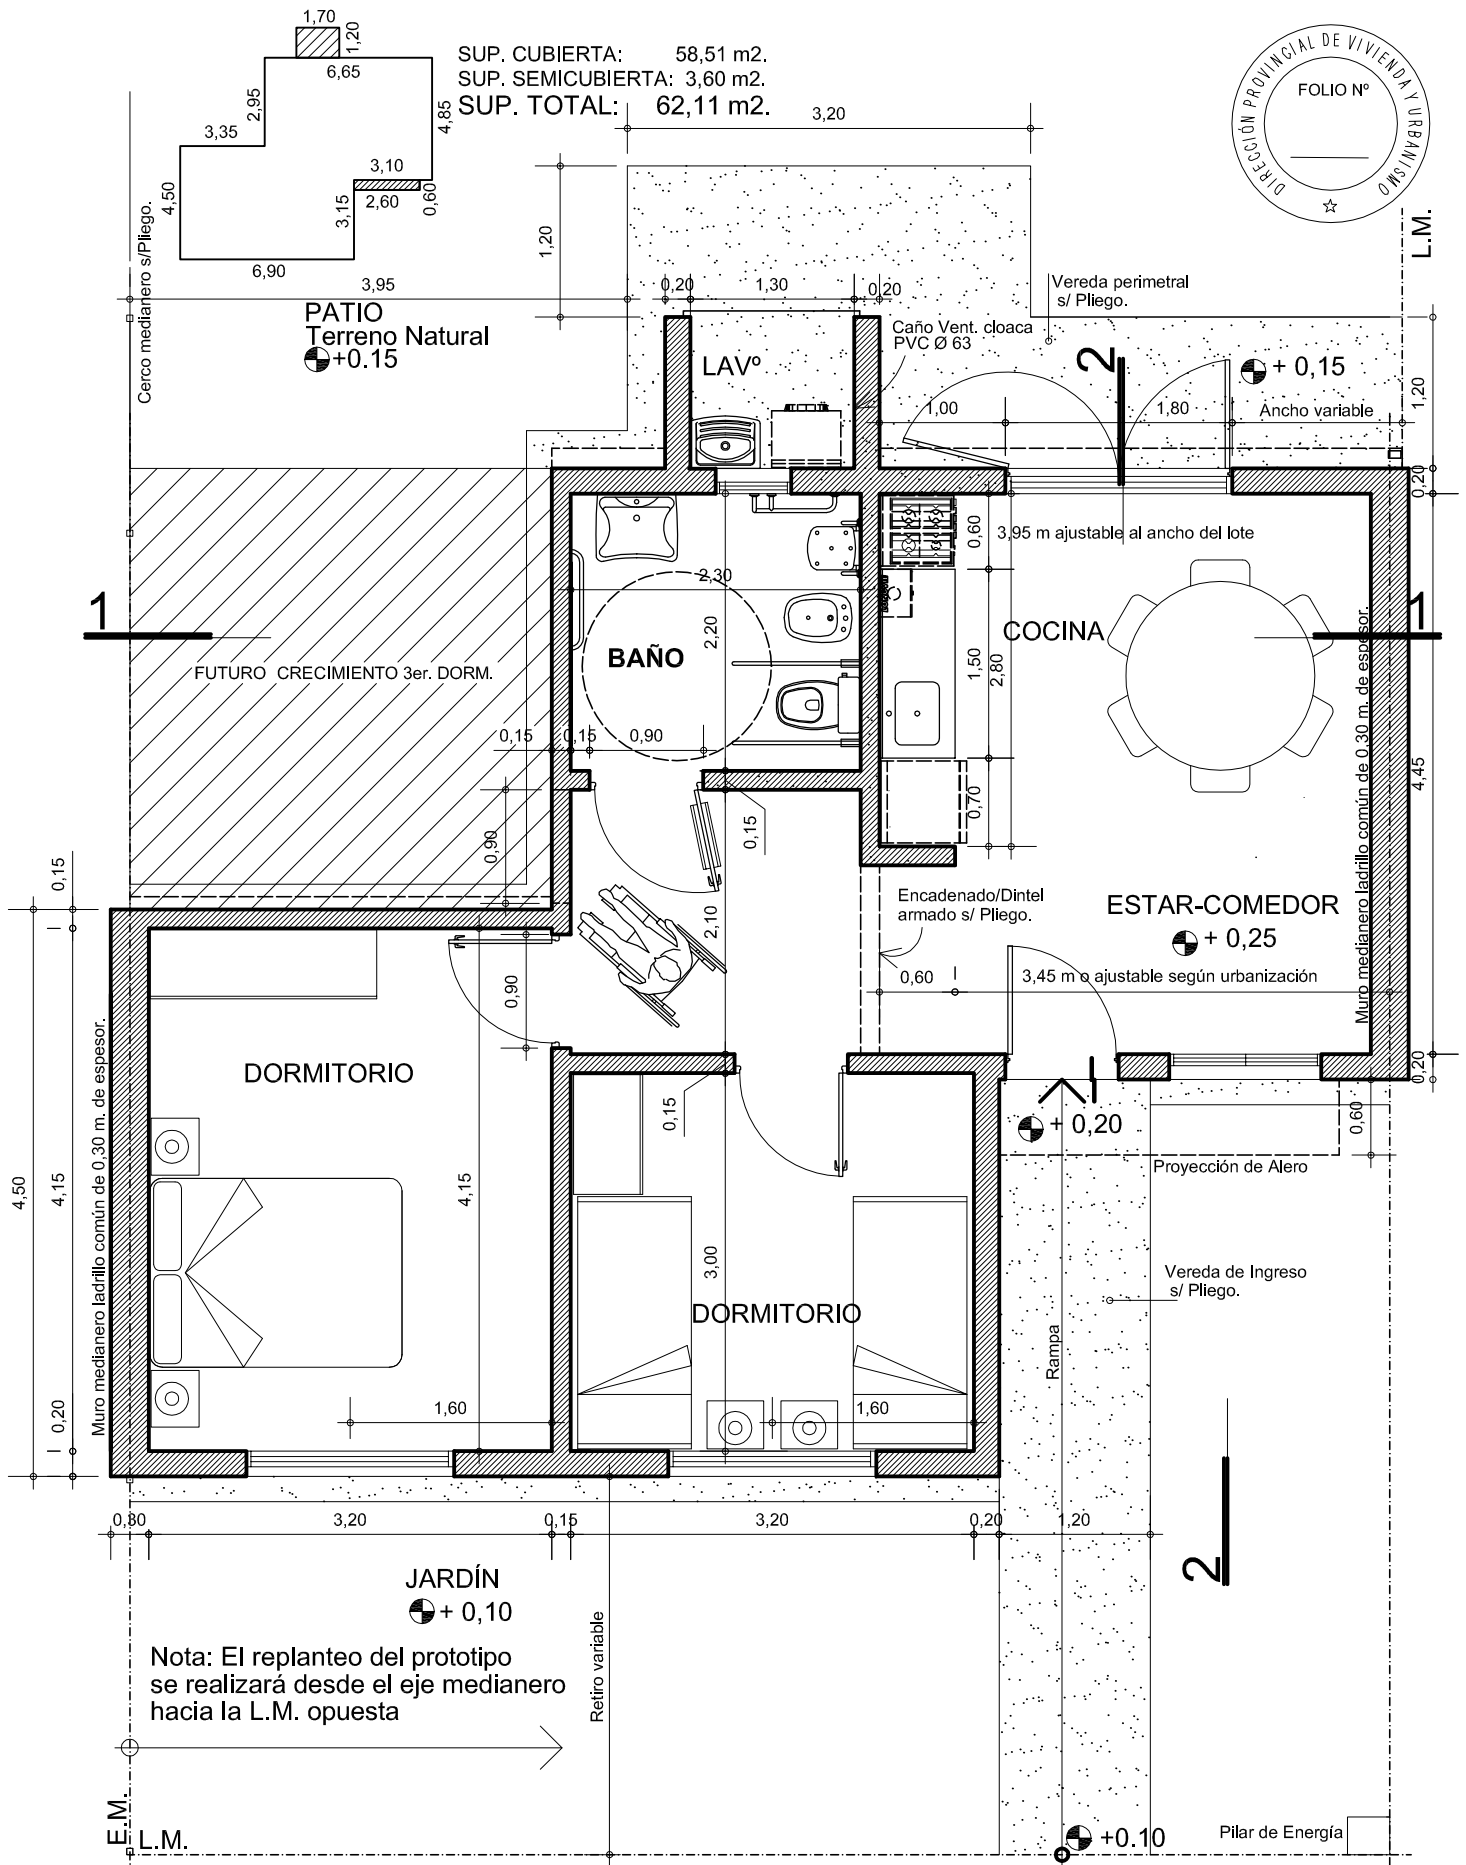 1,70
1,20
6,65
2,95
3,35
4,85
3,10
4,50
3,15
2,60
0,60
6,90
SUP. CUBIERTA: 58,51 m2.
SUP. SEMICUBIERTA: 3,60 m2.
SUP. TOTAL: 62,11 m2.
DIRECCIÓN PROVINCIAL DE VIVIENDA Y URBANISMO
FOLIO Nº
L.M.
3,20
1,20
Cerco medianero s/Pliego.
3,95
0,20
1,30
0,20
PATIO
Terreno Natural
+0.15
Vereda perimetral
s/ Pliego.
Caño Vent. cloaca
PVC Ø 63
LAVº
2
+ 0,15
1,00
1,80
Ancho variable
1,20
0,20
0,60
3,95 m ajustable al ancho del lote
2,30
1
1
2,20
COCINA
BAÑO
FUTURO CRECIMIENTO 3er. DORM.
1,50
2,80
0,15
0,15
0,90
Muro medianero ladrillo común de 0,30 m. de espesor.
4,45
0,70
0,15
0,90
0,15
Encadenado/Dintel
armado s/ Pliego.
ESTAR-COMEDOR
+ 0,25
2,10
0,60
3,45 m o ajustable según urbanización
0,90
DORMITORIO
0,20
0,15
+ 0,20
0,60
Proyección de Alero
4,50
4,15
4,15
Muro medianero ladrillo común de 0,30 m. de espesor.
3,00
Vereda de Ingreso
s/ Pliego.
DORMITORIO
Rampa
0,20
1,60
1,60
0,30
3,20
0,15
3,20
0,20
1,20
2
JARDÍN
+ 0,10
Retiro variable
Nota: El replanteo del prototipo
se realizará desde el eje medianero
hacia la L.M. opuesta
E.M.
L.M.
+0.10
Pilar de Energía